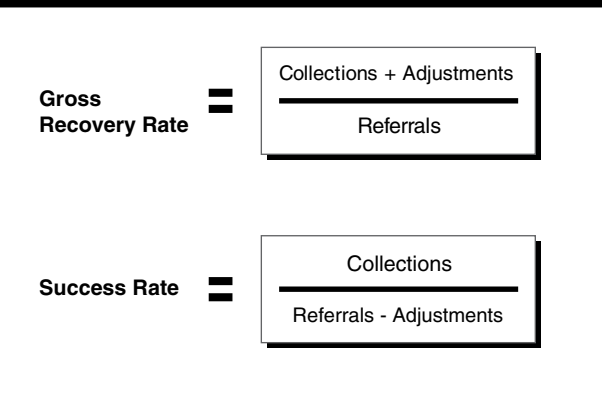 Gross
Recovery Rate
=
Collections + Adjustments
Referrals
Success Rate
=
Collections
Referrals - Adjustments